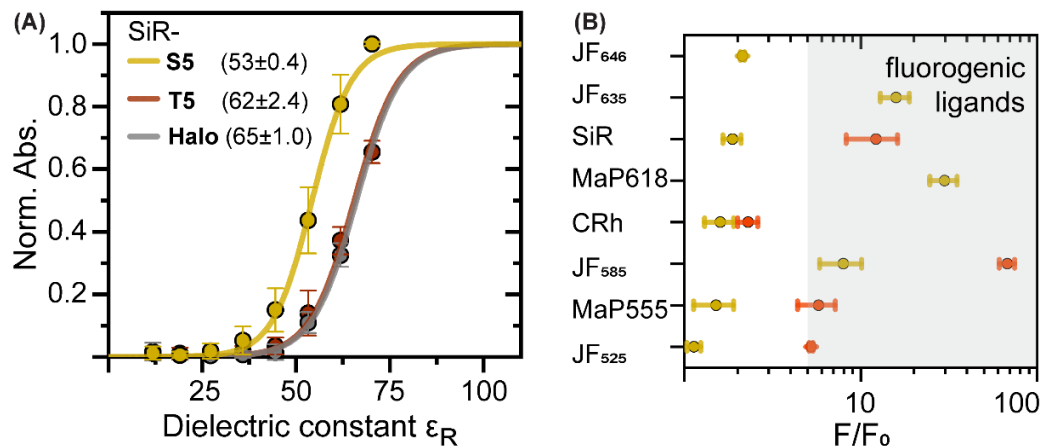 (A)
SiR-
S5 (53±0.4)
T5 (62±2.4)
Halo (65±1.0)
Norm. Abs.
1.0
0.8
0.6
0.4
0.2
25 50 75 100
Dielectric constant εR
(B)
fluorogenic
ligands
JF646
JF635
SiR
MaP618
CRh
JF585
MaP555
JF525
10 100
F/F₀